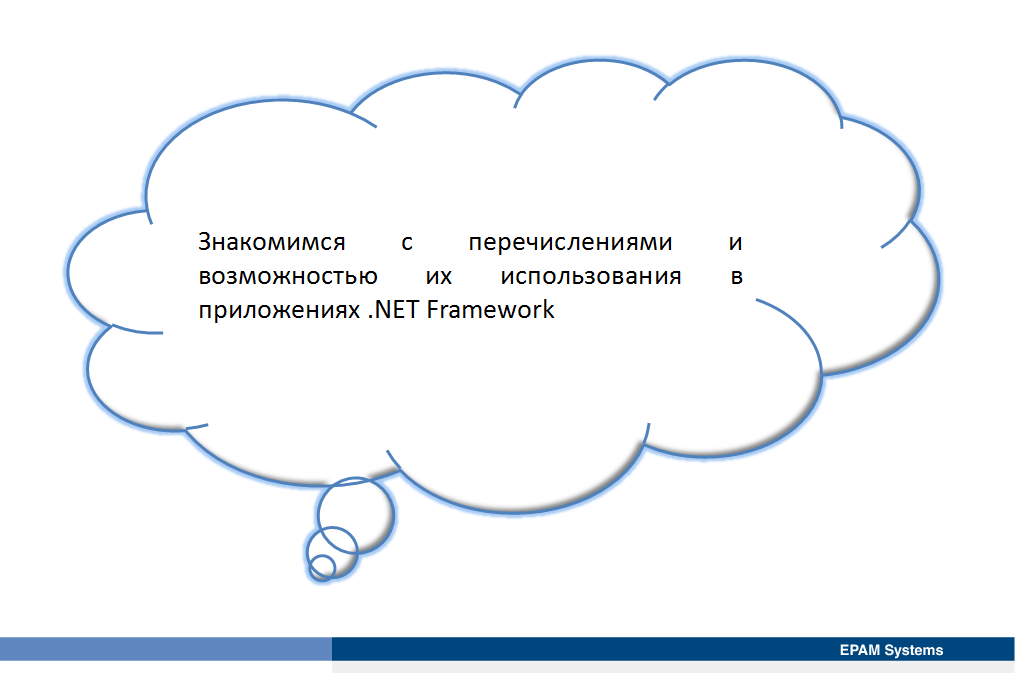 Знакомимся с перечислениями и
возможностью их использования в
приложениях .NET Framework
EPAM Systems